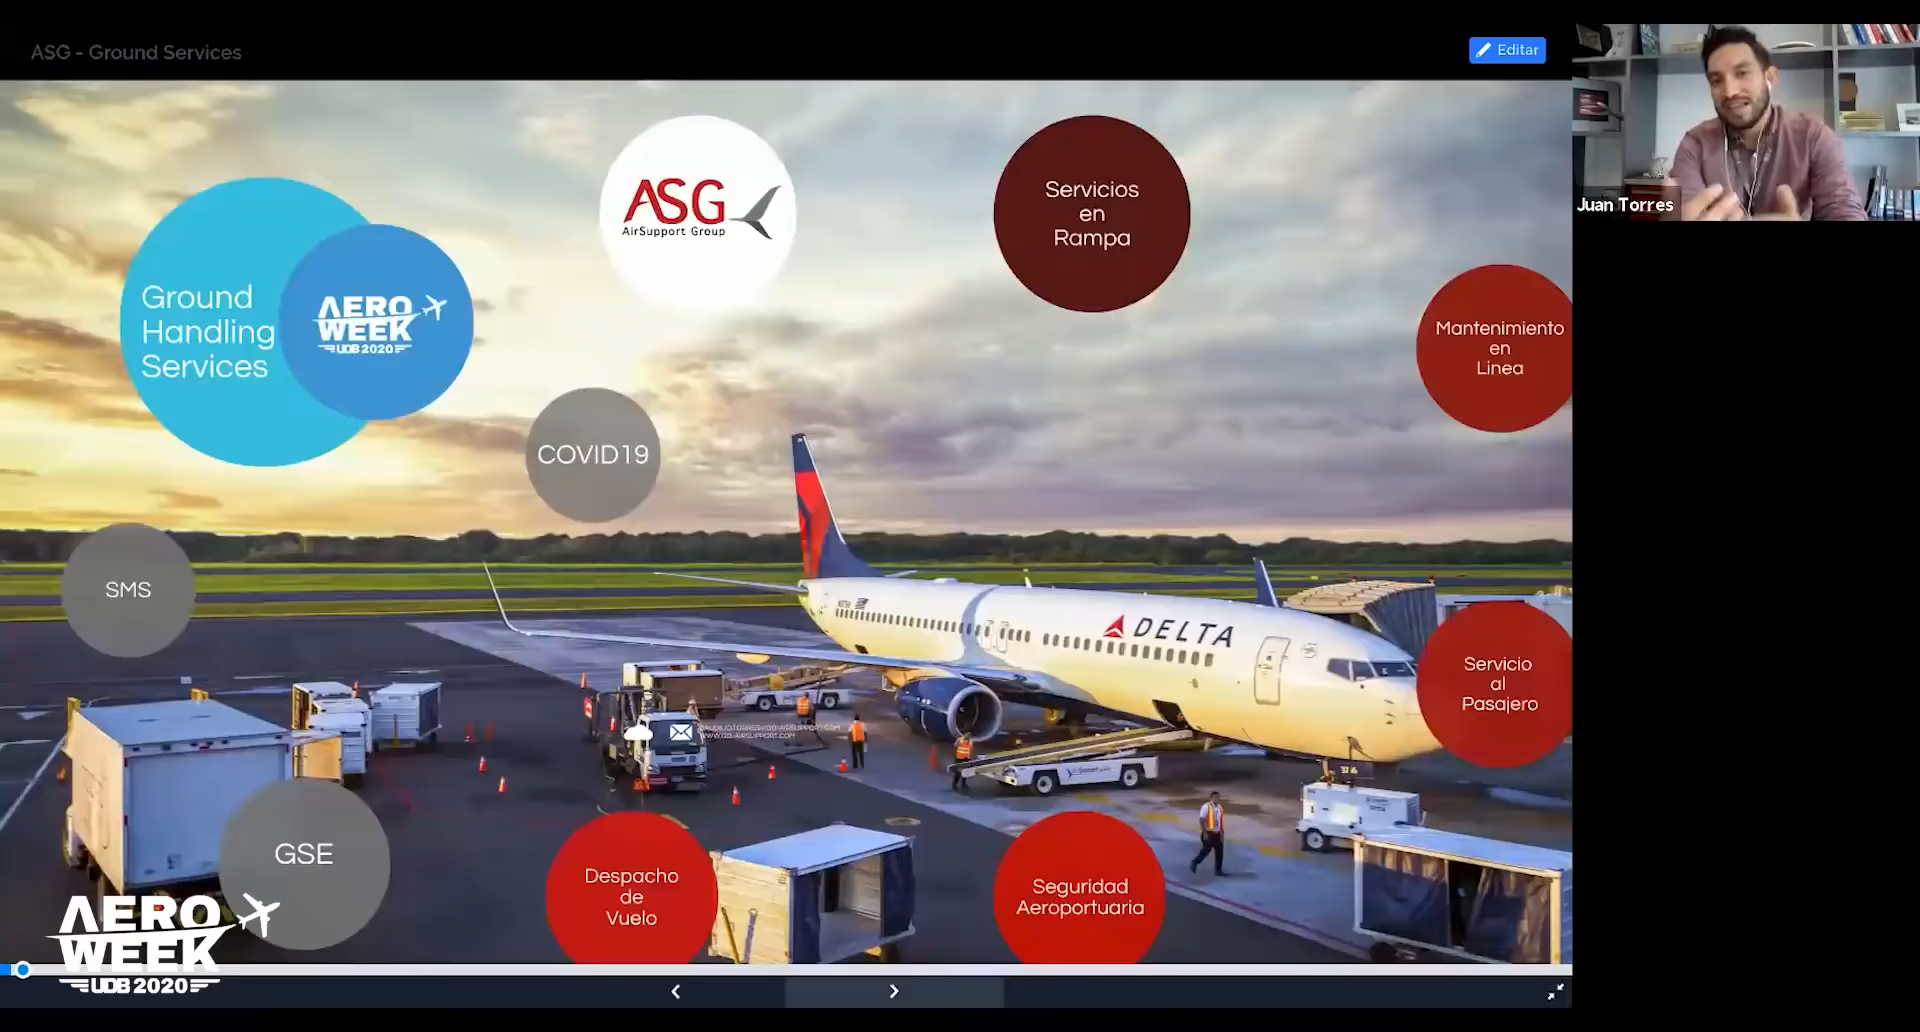 ASG - Ground Services
Editar
Juan Torres
ASG
AirSupport Group
Servicios
en
Rampa
Ground
Handling
Services
AERO
WEEK
UDB 2020
Mantenimiento
en
Linea
COVID19
SMS
DELTA
Servicio
al
Pasajero
GSE
Despacho
de
Vuelo
Seguridad
Aeroportuaria
AERO
WEEK
UDB 2020